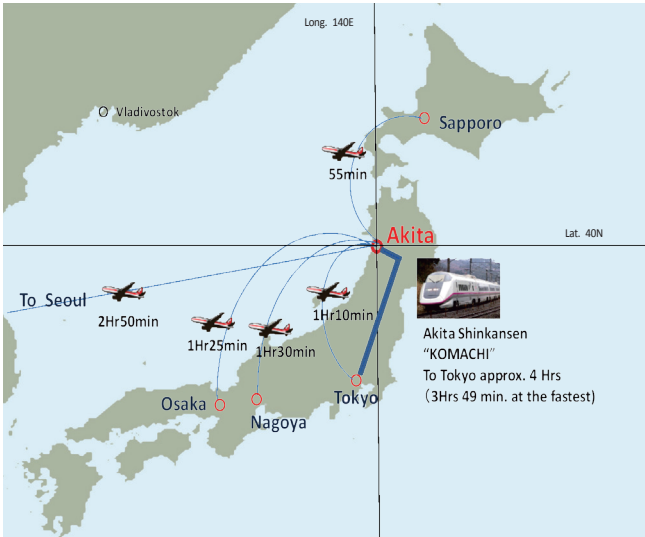 Long. 140E
Vladivostok
Sapporo
55min
Akita
Lat. 40N
To Seoul
2Hr50min
1Hr25min
1Hr30min
1Hr10min
Akita Shinkansen
“KOMACHI”
To Tokyo approx. 4 Hrs
(3Hrs 49 min. at the fastest)
Osaka
Nagoya
Tokyo